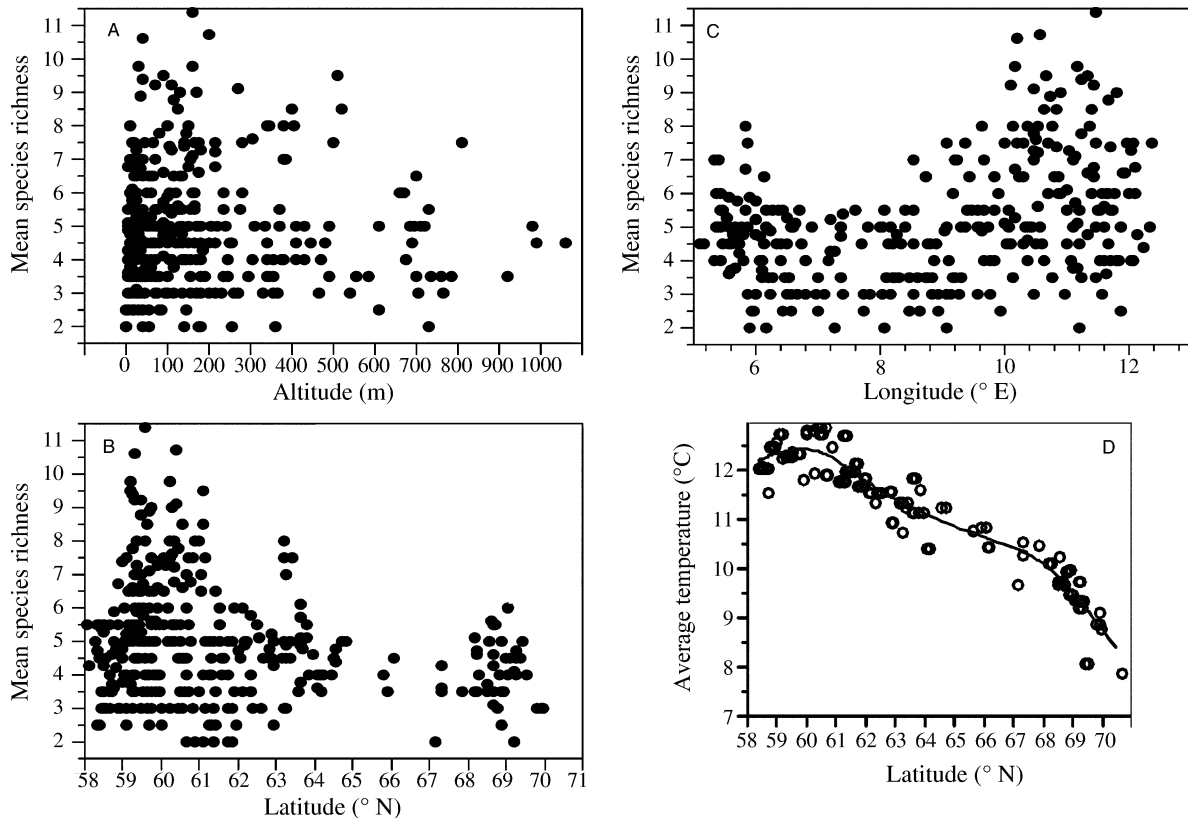 A
11
10
9
8
7
6
5
4
3
2
Mean species richness
0 100 200 300 400 500 600 700 800 900 1000
Altitude (m)
C
11
10
9
8
7
6
5
4
3
2
Mean species richness
6 8 10 12
Longitude (° E)
B
11
10
9
8
7
6
5
4
3
2
Mean species richness
58 59 60 61 62 63 64 65 66 67 68 69 70 71
Latitude (° N)
D
12
11
10
9
8
7
Average temperature (°C)
58 59 60 61 62 63 64 65 66 67 68 69 70
Latitude (° N)